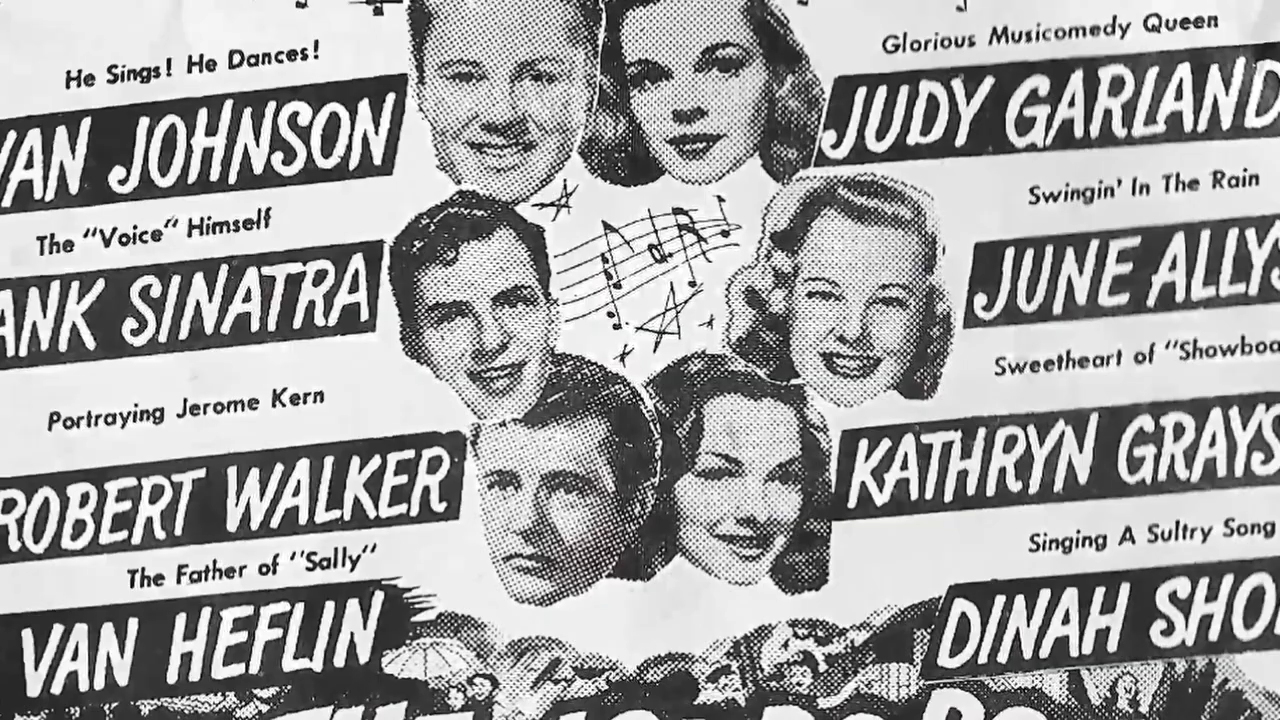 He Sings! He Dances!
VAN JOHNSON
The "Voice" Himself
ANK SINATRA
Portraying Jerome Kern
ROBERT WALKER
The Father of "Sally"
VAN HEFLIN
Glorious Musicomedy Queen
JUDY GARLAND
Swingin' In The Rain
JUNE ALLYS
Sweetheart of "Showboa
KATHRYN GRAYS
Singing A Sultry Song
DINAH SHO